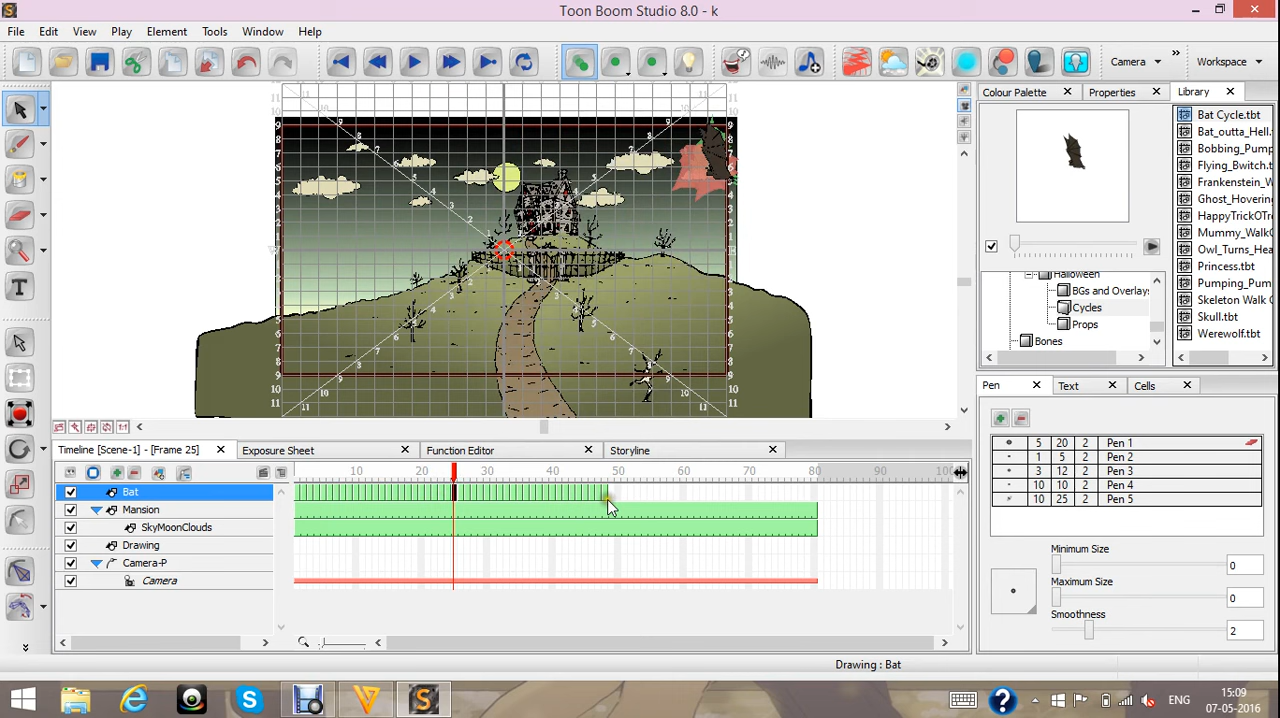 Toon Boom Studio 8.0 - k
File Edit View Play Element Tools Window Help
Camera Workspace
Colour Palette Properties Library
Bat Cycle.tbt
Bat_outta_Hell.t
Bobbing_Pump
Flying_Bwitch.t
Frankenstein_W
Ghost_Hovering
HappyTrickOTr
Mummy_Walk
Owl_Turns_Hea
Princess.tbt
Pumping_Pum
Skeleton Walk
Skull.tbt
Werewolf.tbt
Halloween
BGs and Overlay
Cycles
Props
Bones
Pen Text Cells
5 20 2 Pen 1
1 5 2 Pen 2
3 12 2 Pen 3
10 10 2 Pen 4
10 25 2 Pen 5
Minimum Size
0
Maximum Size
0
Smoothness
2
Timeline [Scene-1] - [Frame 25] Exposure Sheet Function Editor Storyline
10 20 30 40 50 60 70 80 90 100
Bat
Mansion
SkyMoonClouds
Drawing
Camera-P
Camera
Drawing : Bat
ENG
15:09
07-05-2016